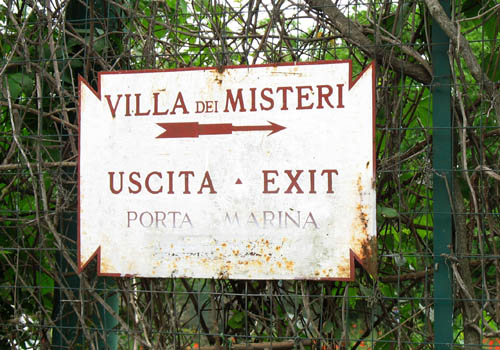 VILLA DEI MISTERI
USCITA • EXIT
PORTA MARINA